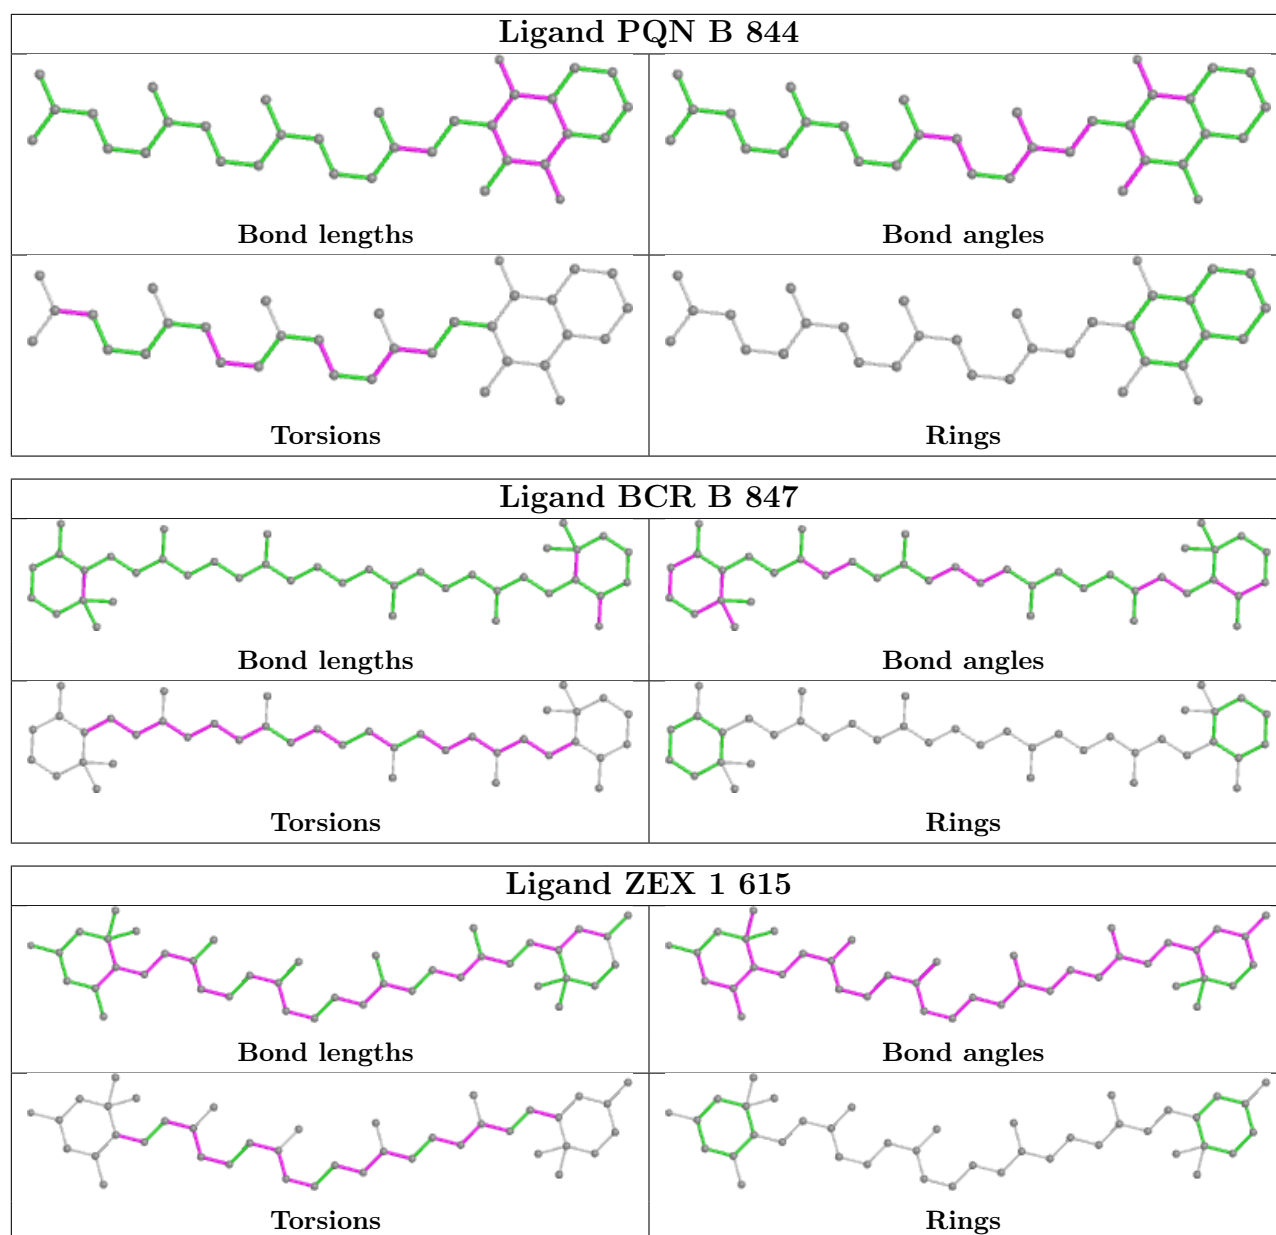 Ligand PQN B 844
Bond lengths
Bond angles
Torsions
Rings
Ligand BCR B 847
Bond lengths
Bond angles
Torsions
Rings
Ligand ZEX 1 615
Bond lengths
Bond angles
Torsions
Rings